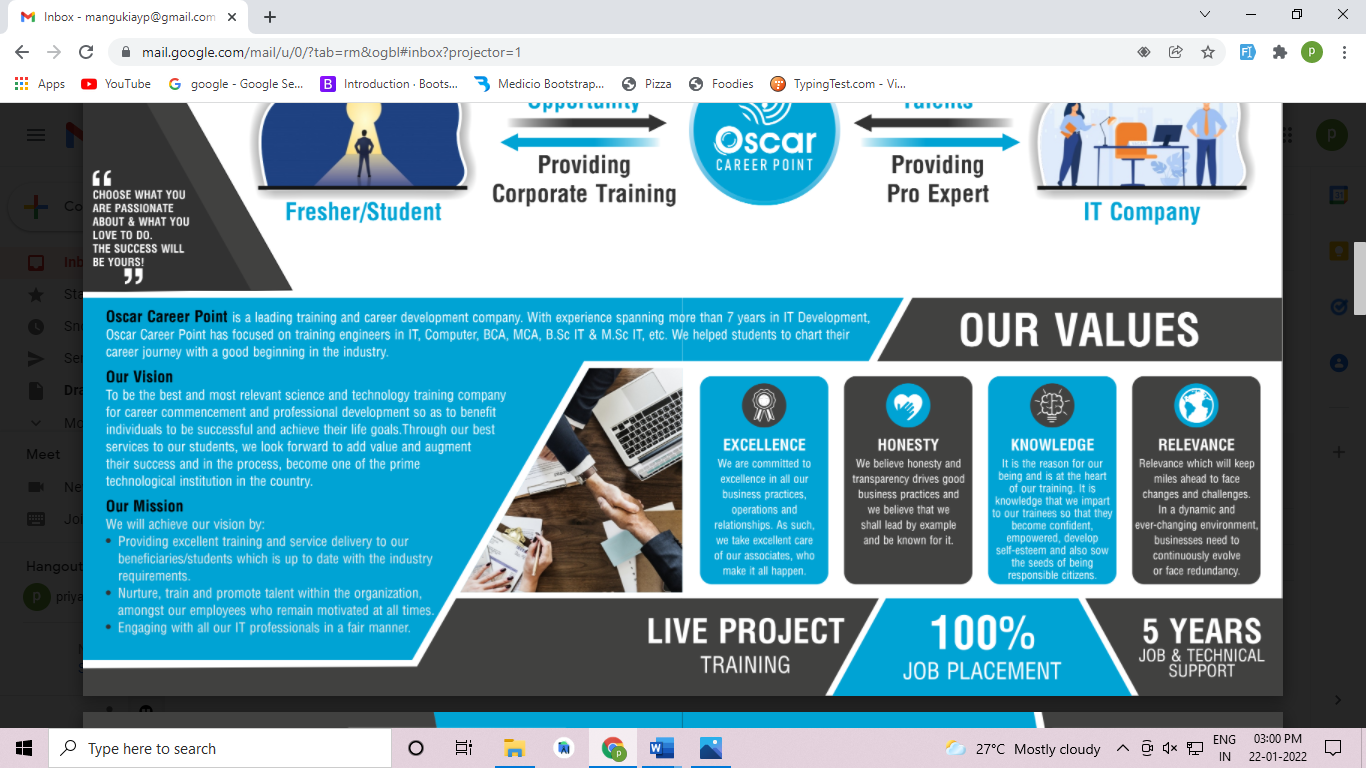 Inbox - mangukiayp@gmail.com
mail.google.com/mail/u/0/?tab=rm&ogbl#inbox?projector=1
p
Apps
YouTube
google - Google Se...
Introduction · Boots...
Medicio Bootstrap...
Pizza
Foodies
TypingTest.com - Vi...
Opportunity
Talents
Oscar
CAREER POINT
Providing
Corporate Training
Providing
Pro Expert
Fresher/Student
IT Company
“
CHOOSE WHAT YOU
ARE PASSIONATE
ABOUT & WHAT YOU
LOVE TO DO.
THE SUCCESS WILL
BE YOURS!
”
Oscar Career Point is a leading training and career development company. With experience spanning more than 7 years in IT Development,
Oscar Career Point has focused on training engineers in IT, Computer, BCA, MCA, B.Sc IT & M.Sc IT, etc. We helped students to chart their
career journey with a good beginning in the industry.
Our Vision
To be the best and most relevant science and technology training company
for career commencement and professional development so as to benefit
individuals to be successful and achieve their life goals.Through our best
services to our students, we look forward to add value and augment
their success and in the process, become one of the prime
technological institution in the country.
Our Mission
We will achieve our vision by:
• Providing excellent training and service delivery to our
beneficiaries/students which is up to date with the industry
requirements.
• Nurture, train and promote talent within the organization,
amongst our employees who remain motivated at all times.
• Engaging with all our IT professionals in a fair manner.
OUR VALUES
EXCELLENCE
We are committed to
excellence in all our
business practices,
operations and
relationships. As such,
we take excellent care
of our associates, who
make it all happen.
HONESTY
We believe honesty and
transparency drives good
business practices and
we believe that we
shall lead by example
and be known for it.
KNOWLEDGE
It is the reason for our
being and is at the heart
of our training. It is
knowledge that we impart
to our trainees so that they
become confident,
empowered, develop
self-esteem and also sow
the seeds of being
responsible citizens.
RELEVANCE
Relevance which will keep
miles ahead to face
changes and challenges.
In a dynamic and
ever-changing environment,
businesses need to
continuously evolve
or face redundancy.
LIVE PROJECT
TRAINING
100%
JOB PLACEMENT
5 YEARS
JOB & TECHNICAL
SUPPORT
Co
Inb
Sta
Sn
Se
Dra
Mo
Meet
Ne
Joi
Hangout
p
priya
p
Type here to search
27°C Mostly cloudy
ENG
IN
03:00 PM
22-01-2022